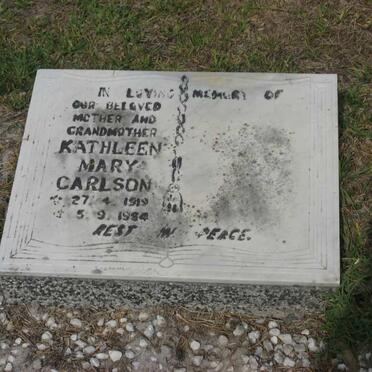 IN LOVING MEMORY OF
OUR BELOVED
MOTHER AND
GRANDMOTHER
KATHLEEN
MARY
CARLSON
* 27. 4. 1919
+ 5. 9. 1984
REST IN PEACE.